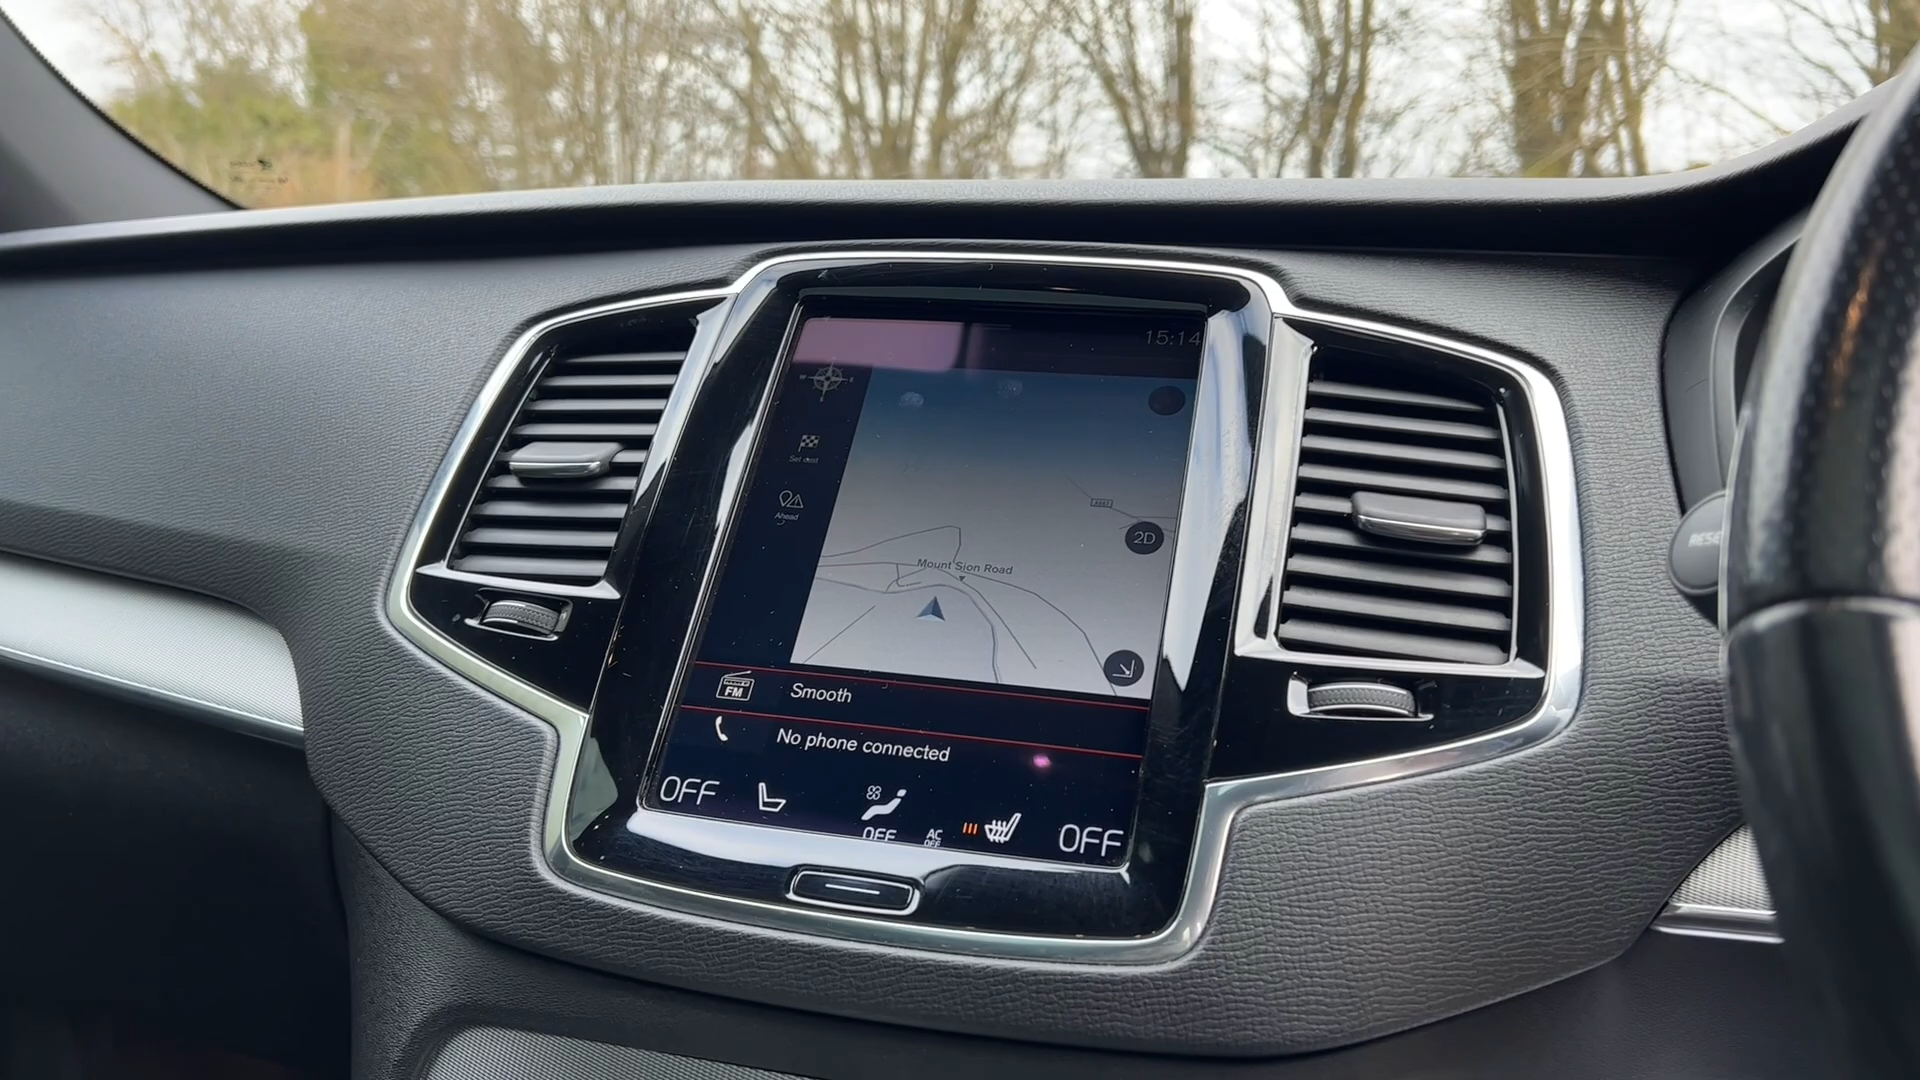 15:14
W E
Set dest
Ahead
2D
Mount Sion Road
FM Smooth
No phone connected
OFF OFF AC OFF OFF